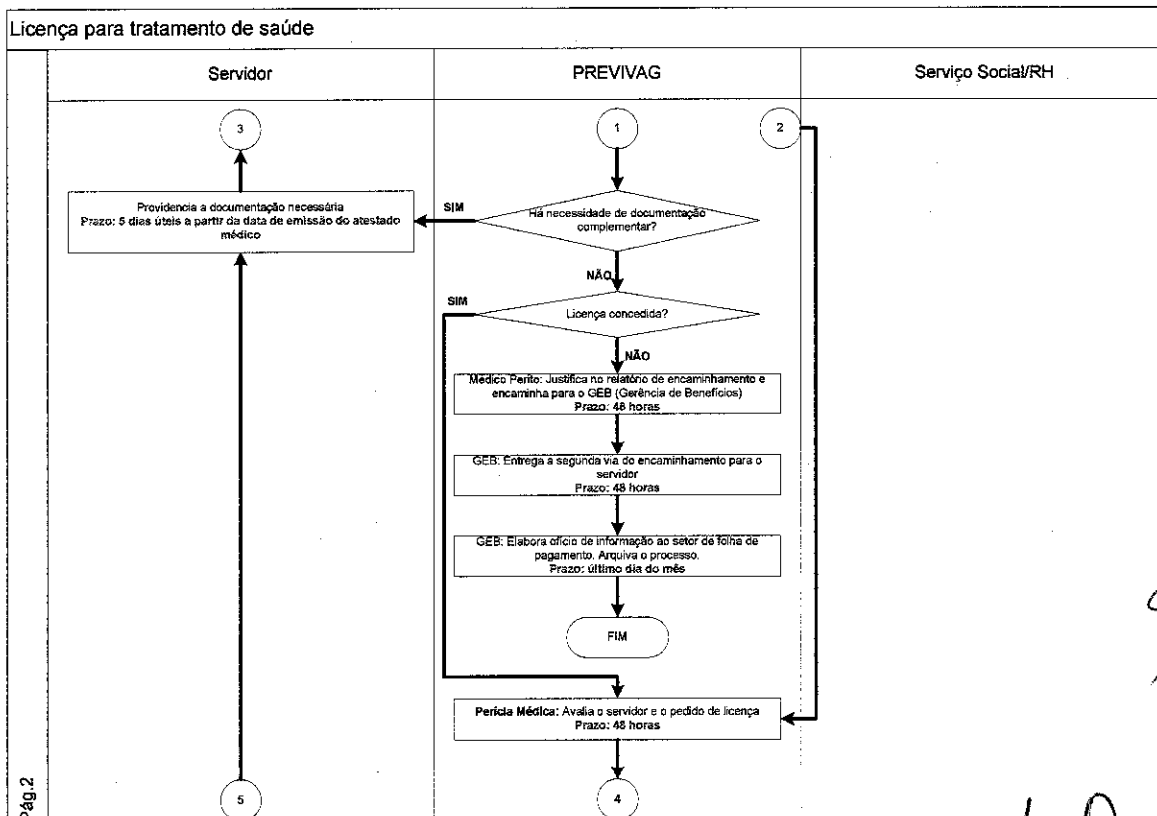 Licença para tratamento de saúde
Servidor
PREVIVAG
Serviço Social/RH
3
1
2
Providencia a documentação necessária
Prazo: 5 dias úteis a partir da data de emissão do atestado
médico
SIM
Há necessidade de documentação
complementar?
NÃO
SIM
Licença concedida?
NÃO
Médico Perito: Justifica no relatório de encaminhamento e
encaminha para o GEB (Gerência de Benefícios)
Prazo: 48 horas
GEB: Entrega a segunda via do encaminhamento para o
servidor
Prazo: 48 horas
GEB: Elabora ofício de informação ao setor de folha de
pagamento. Arquiva o processo.
Prazo: último dia do mês
FIM
Perícia Médica: Avalia o servidor e o pedido de licença
Prazo: 48 horas
5
4
Pág.2